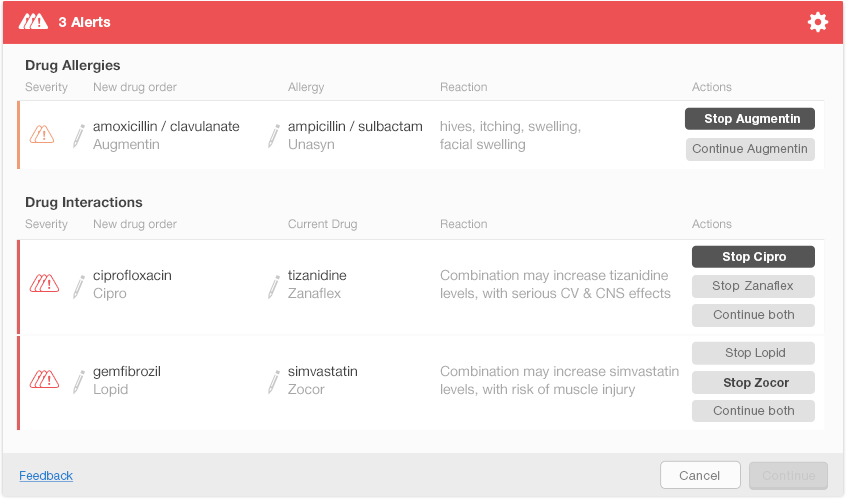 3 Alerts
Drug Allergies
Severity New drug order Allergy Reaction Actions
amoxicillin / clavulanate ampicillin / sulbactam hives, itching, swelling, Stop Augmentin
Augmentin Unasyn facial swelling Continue Augmentin
Drug Interactions
Severity New drug order Current Drug Reaction Actions
Stop Cipro
ciprofloxacin tizanidine Combination may increase tizanidine
Cipro Zanaflex levels, with serious CV & CNS effects Stop Zanaflex
Continue both
Stop Lopid
gemfibrozil simvastatin Combination may increase simvastatin
Lopid Zocor levels, with risk of muscle injury Stop Zocor
Continue both
Feedback Cancel Continue